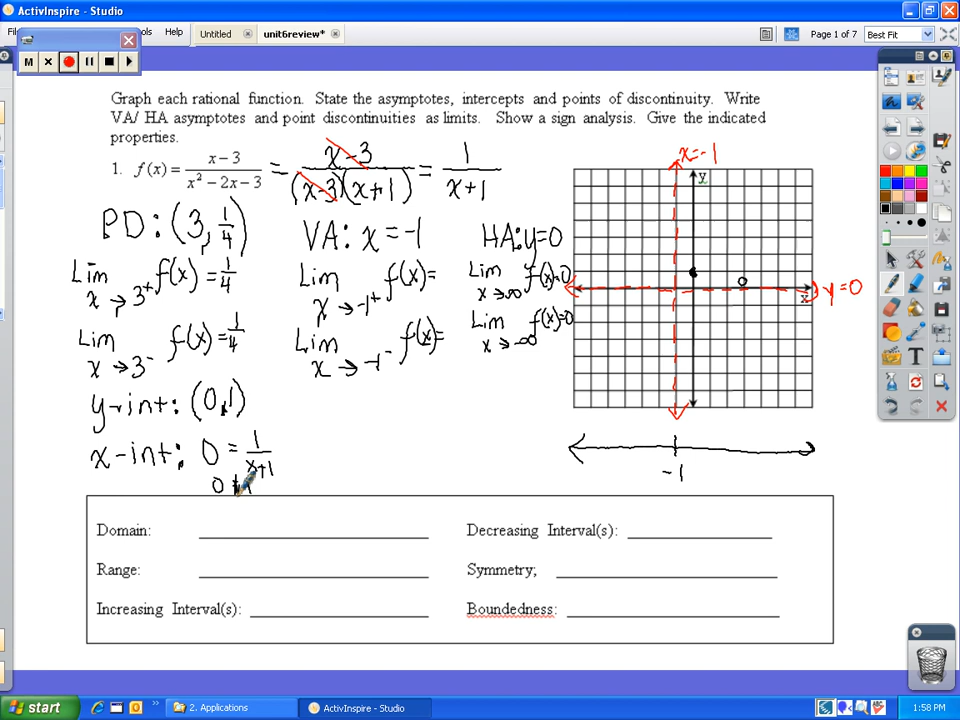 ActivInspire - Studio
ools Help Untitled unit6review* Page 1 of 7 Best Fit
M
Graph each rational function. State the asymptotes, intercepts and points of discontinuity. Write
VA/ HA asymptotes and point discontinuities as limits. Show a sign analysis. Give the indicated
properties.
1. f(x) = x-3 / x² - 2x - 3 = x-3 / (x-3)(x+1) = 1 / x+1
x=-1
y
PD: (3, 1/4) VA: x = -1 HA: y=0
Lim x→3⁺ f(x) = 1/4 Lim x→-1⁺ f(x) = Lim x→∞ f(x)=0
x y=0
Lim x→3⁻ f(x) = 1/4 Lim x→-1⁻ f(x) = Lim x→-∞ f(x)=0
y-int: (0,1)
x-int: 0 = 1 / x+1
-1
0 ≠ 1
Domain: Decreasing Interval(s):
Range: Symmetry;
Increasing Interval(s): Boundedness:
start 2. Applications ActivInspire - Studio 1:58 PM